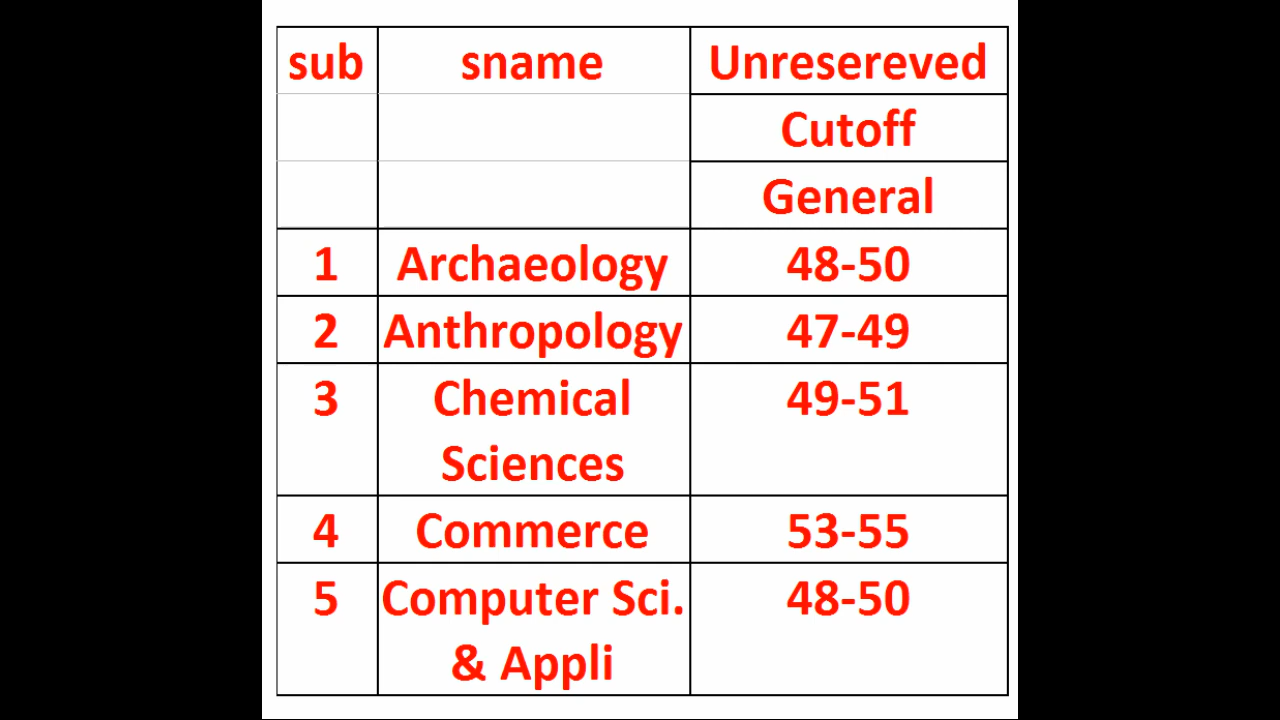 sub sname Unresereved
Cutoff
General
1 Archaeology 48-50
2 Anthropology 47-49
3 Chemical 49-51
Sciences
4 Commerce 53-55
5 Computer Sci. 48-50
& Appli